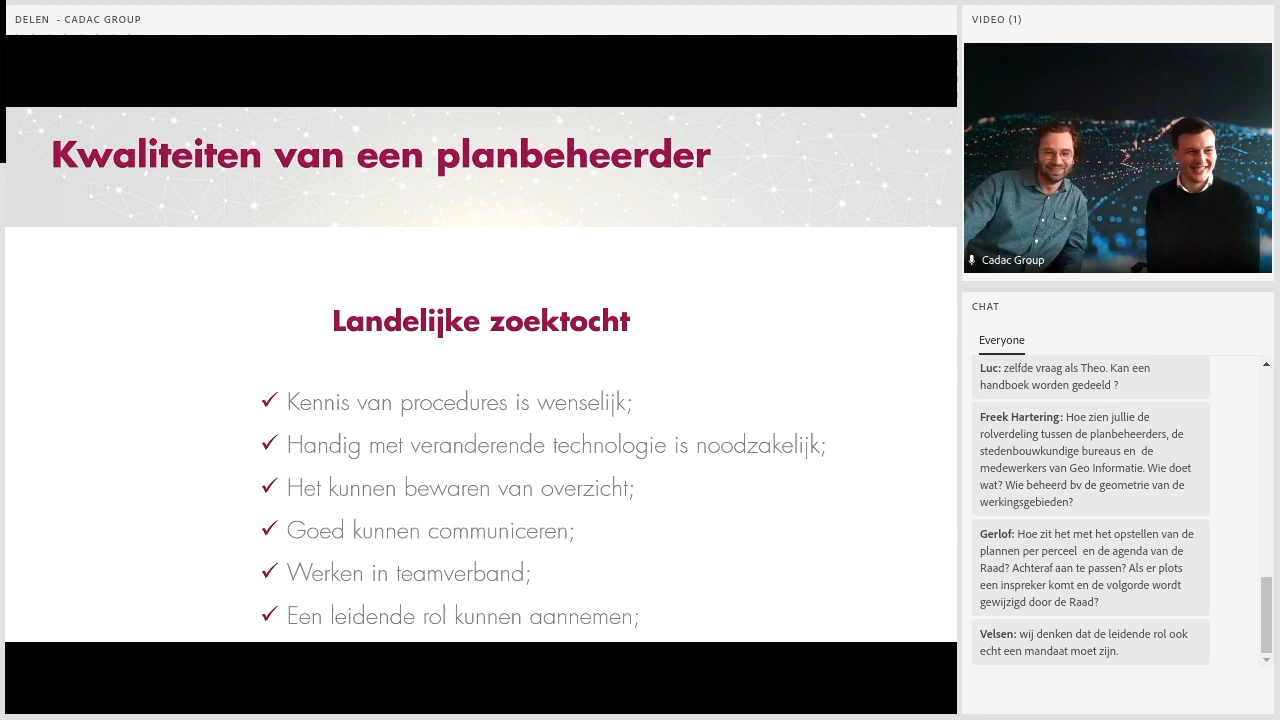 DELEN - CADAC GROUP
Kwaliteiten van een planbeheerder
Landelijke zoektocht
✓ Kennis van procedures is wenselijk;
✓ Handig met veranderende technologie is noodzakelijk;
✓ Het kunnen bewaren van overzicht;
✓ Goed kunnen communiceren;
✓ Werken in teamverband;
✓ Een leidende rol kunnen aannemen;
VIDEO (1)
Cadac Group
CHAT
Everyone
Luc: zelfde vraag als Theo. Kan een
handboek worden gedeeld ?
Freek Hartering: Hoe zien jullie de
rolverdeling tussen de planbeheerders, de
stedenbouwkundige bureaus en de
medewerkers van Geo Informatie. Wie doet
wat? Wie beheerd bv de geometrie van de
werkingsgebieden?
Gerlof: Hoe zit het met het opstellen van de
plannen per perceel en de agenda van de
Raad? Achteraf aan te passen? Als er plots
een inspreker komt en de volgorde wordt
gewijzigd door de Raad?
Velsen: wij denken dat de leidende rol ook
echt een mandaat moet zijn.